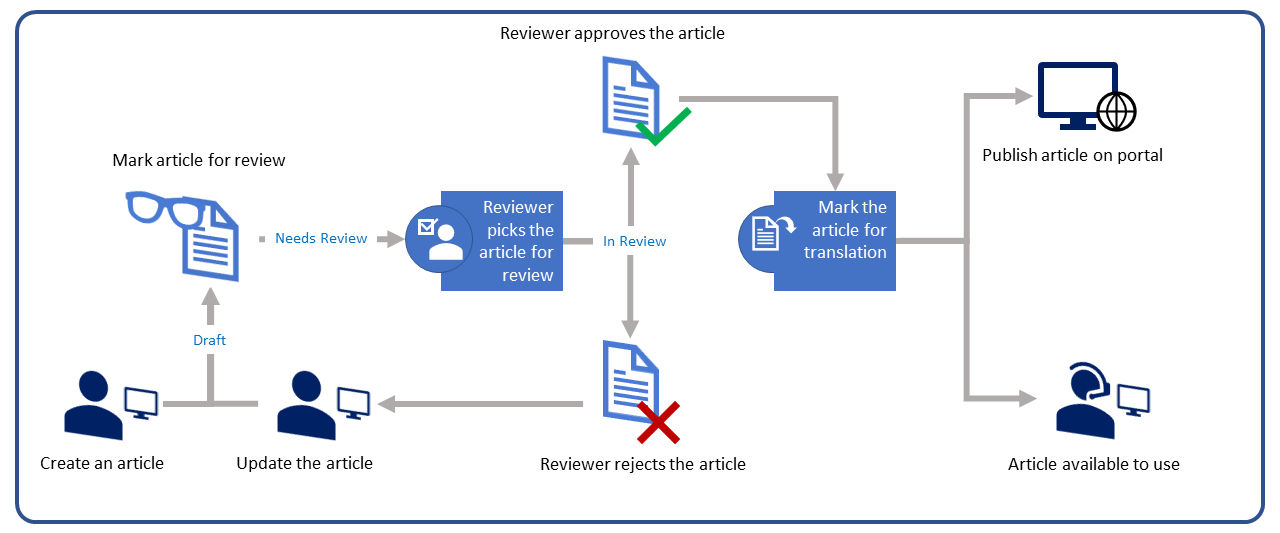 Reviewer approves the article
Mark article for review
Publish article on portal
Reviewer
picks the
article for
review
Mark the
article for
translation
Needs Review
In Review
Draft
Create an article
Update the article
Reviewer rejects the article
Article available to use